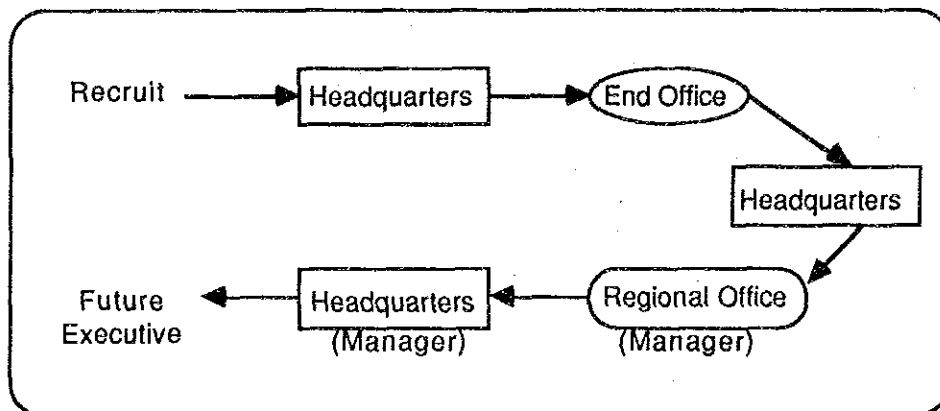 Recruit
Headquarters
End Office
Headquarters
Regional Office
(Manager)
Headquarters
(Manager)
Future
Executive